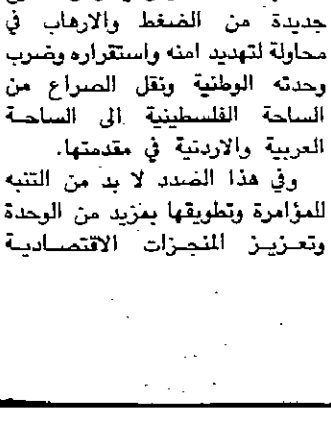 جديدة من الضغط والارهاب في
محاولة لتهديد امنه واستقراره وضرب
وحدته الوطنية ونقل الصراع من
الساحة الفلسطينية الى الساحة
العربية والاردنية في مقدمتها.
وفي هذا الصدد لا بد من التنبه
للمؤامرة وتطويقها بمزيد من الوحدة
وتعزيز المنجزات الاقتصادية